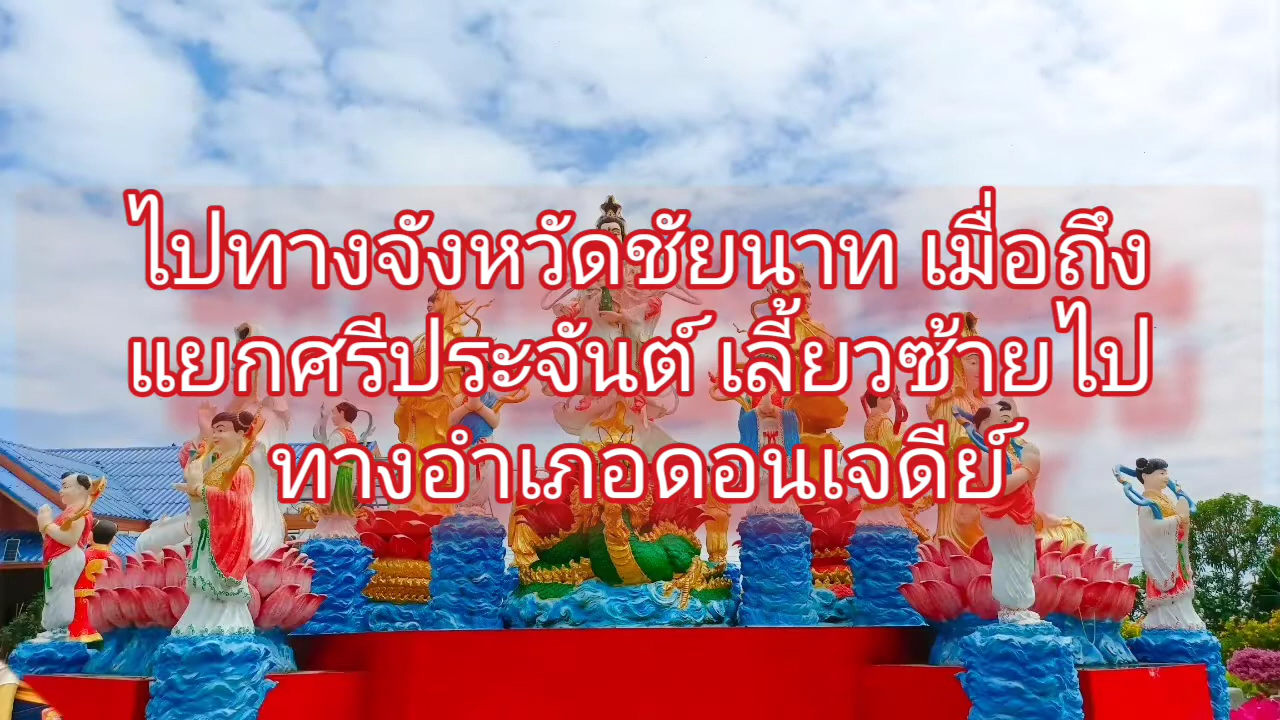 ไปทางจังหวัดชัยนาท เมื่อถึง
แยกศรีประจันต์ เลี้ยวซ้ายไป
ทางอำเภอดอนเจดีย์